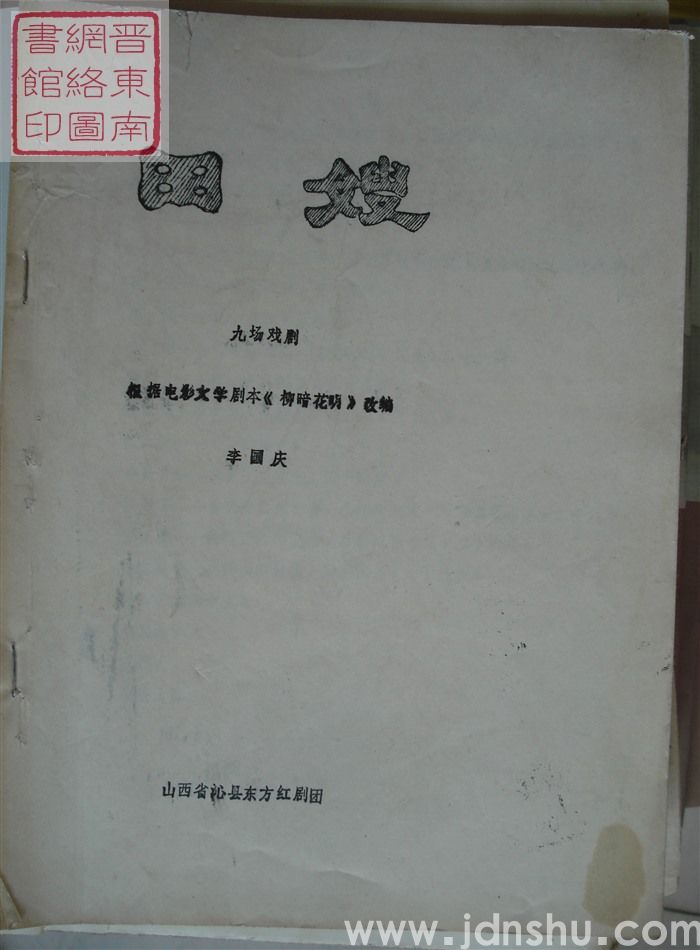 晋東南
網絡圖
書館印
田嫂
九场戏剧
根据电影文学剧本《柳暗花明》改编
李國庆
山西省沁县东方红剧团
www.jdnshu.com